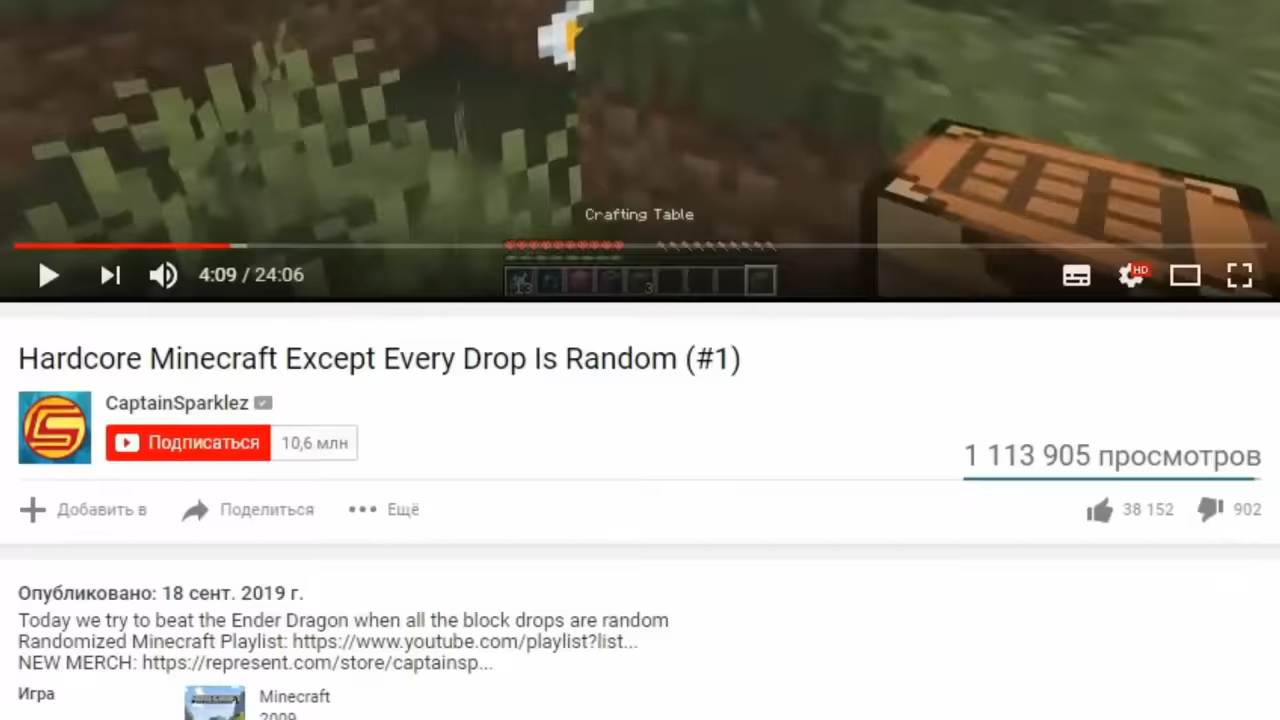 Crafting Table
3
4:09 / 24:06
HD
Hardcore Minecraft Except Every Drop Is Random (#1)
CaptainSparklez
Подписаться 10,6 млн
1 113 905 просмотров
Добавить в Поделиться Ещё 38 152 902
Опубликовано: 18 сент. 2019 г.
Today we try to beat the Ender Dragon when all the block drops are random
Randomized Minecraft Playlist: https://www.youtube.com/playlist?list...
NEW MERCH: https://represent.com/store/captainsp...
Игра Minecraft
2009